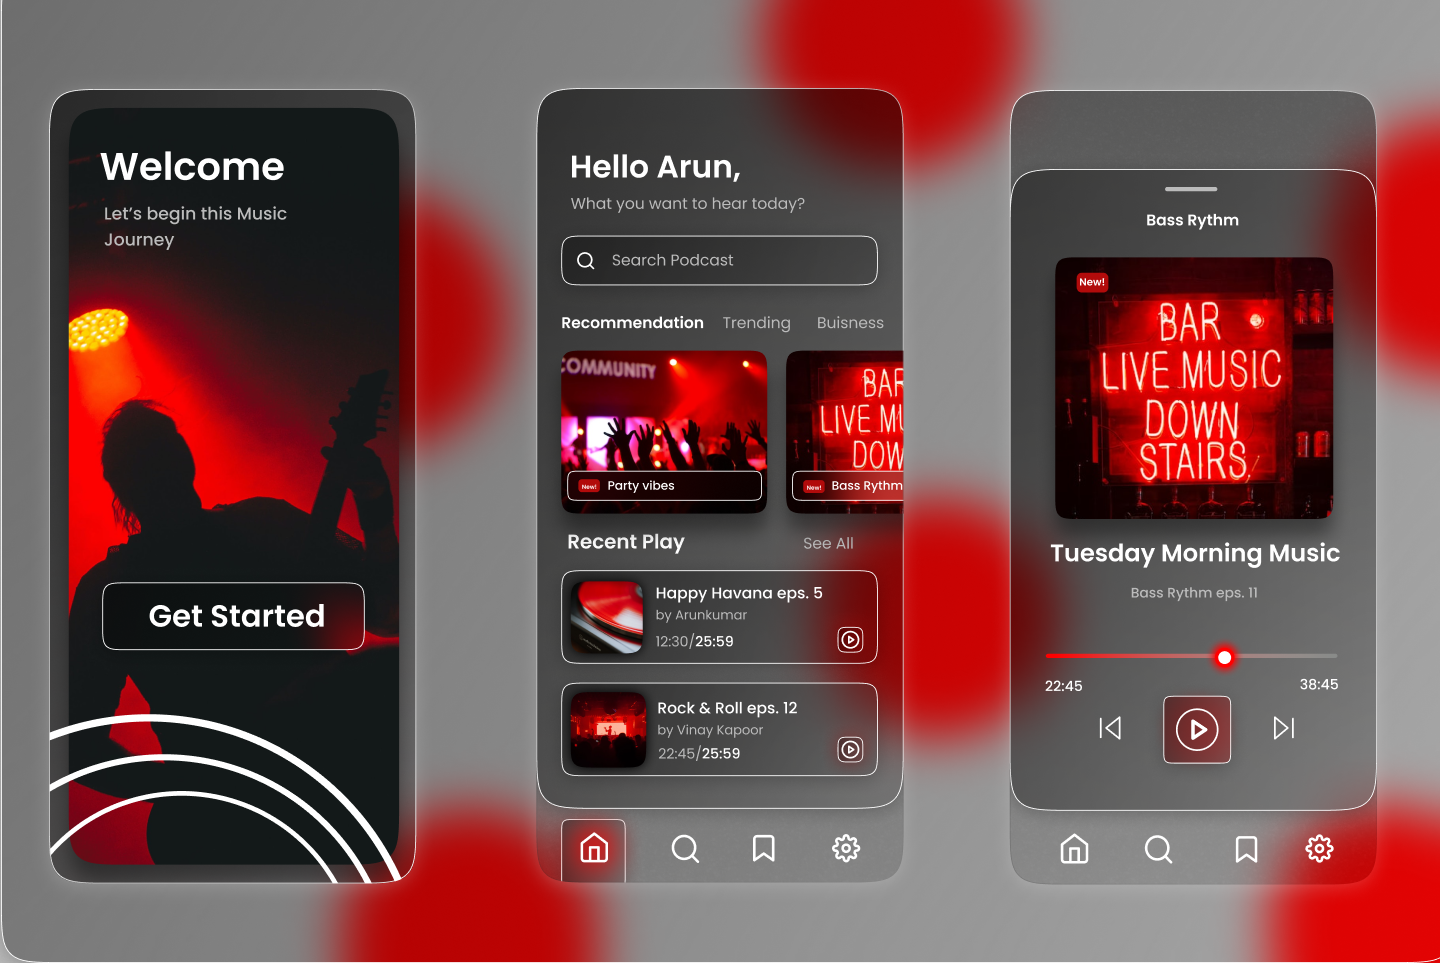 Welcome
Let's begin this Music
Journey
Get Started
Hello Arun,
What you want to hear today?
Search Podcast
Recommendation Trending Buisness
COMMUNITY
New! Party vibes
BAR
LIVE MU
DOW
New! Bass Rythm
Recent Play See All
Happy Havana eps. 5
by Arunkumar
12:30/25:59
Rock & Roll eps. 12
by Vinay Kapoor
22:45/25:59
Bass Rythm
New!
BAR
LIVE MUSIC
DOWN
STAIRS,
Tuesday Morning Music
Bass Rythm eps. 11
22:45 38:45